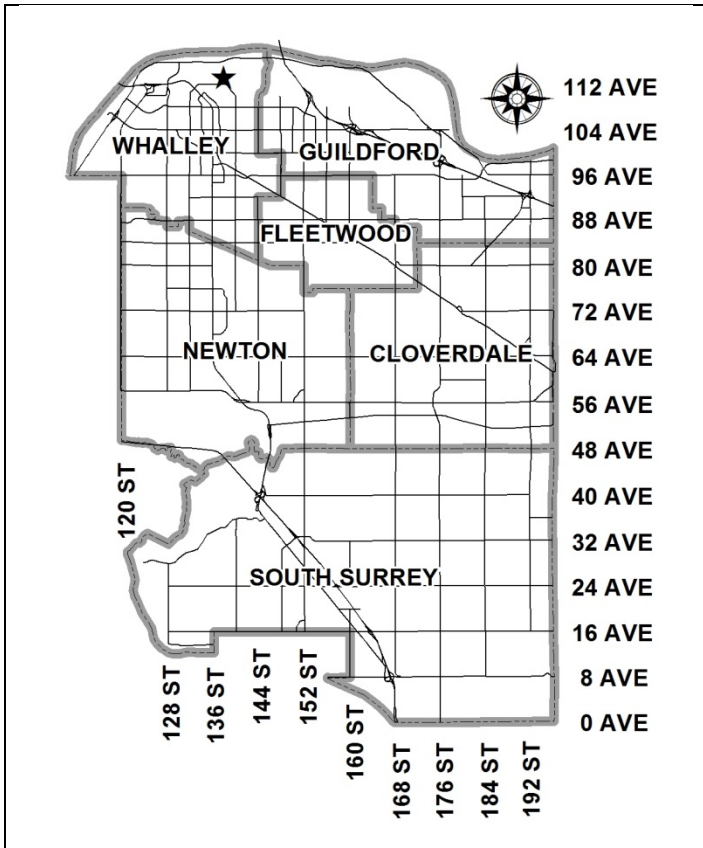 112 AVE
104 AVE
WHALLEY
GUILDFORD
96 AVE
88 AVE
FLEETWOOD
80 AVE
72 AVE
NEWTON
CLOVERDALE
64 AVE
56 AVE
48 AVE
120 ST
40 AVE
32 AVE
SOUTH SURREY
24 AVE
16 AVE
128 ST
136 ST
144 ST
152 ST
160 ST
8 AVE
0 AVE
168 ST
176 ST
184 ST
192 ST